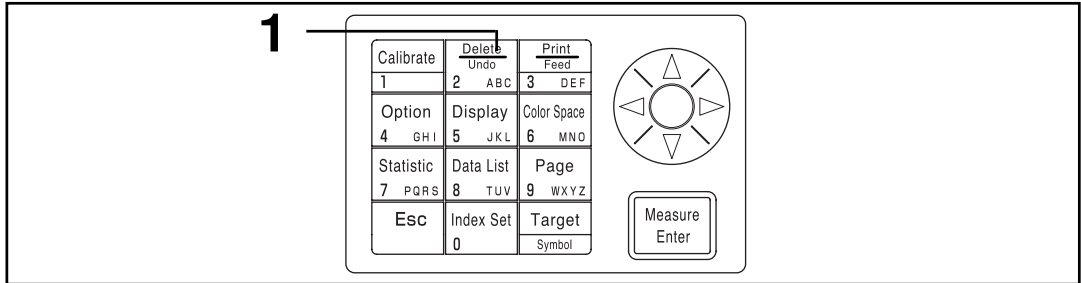 1
Calibrate
1
Delete
Undo
2 ABC
Print
Feed
3 DEF
Option
4 GHI
Display
5 JKL
Color Space
6 MNO
Statistic
7 PQRS
Data List
8 TUV
Page
9 WXYZ
Esc
Index Set
0
Target
Symbol
Measure
Enter